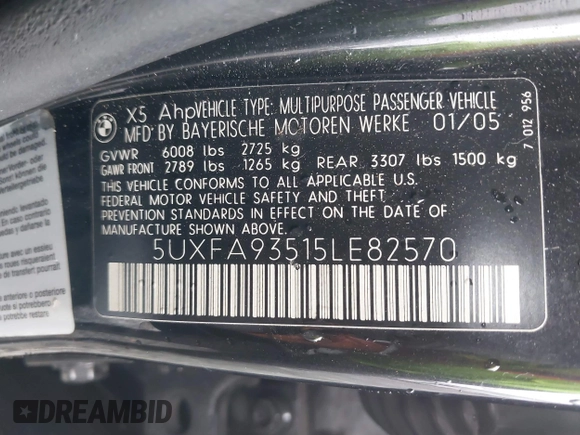 X5 Ahp VEHICLE TYPE: MULTIPURPOSE PASSENGER VEHICLE
MFD BY BAYERISCHE MOTOREN WERKE 01/05
GVWR 6008 lbs 2725 kg
GAWR FRONT 2789 lbs 1265 kg REAR 3307 lbs 1500 kg
THIS VEHICLE CONFORMS TO ALL APPLICABLE U.S.
FEDERAL MOTOR VEHICLE SAFETY AND THEFT
PREVENTION STANDARDS IN EFFECT ON THE DATE OF
MANUFACTURE SHOWN ABOVE.
5UXFA93515LE82570
7 012 956
DREAMBID